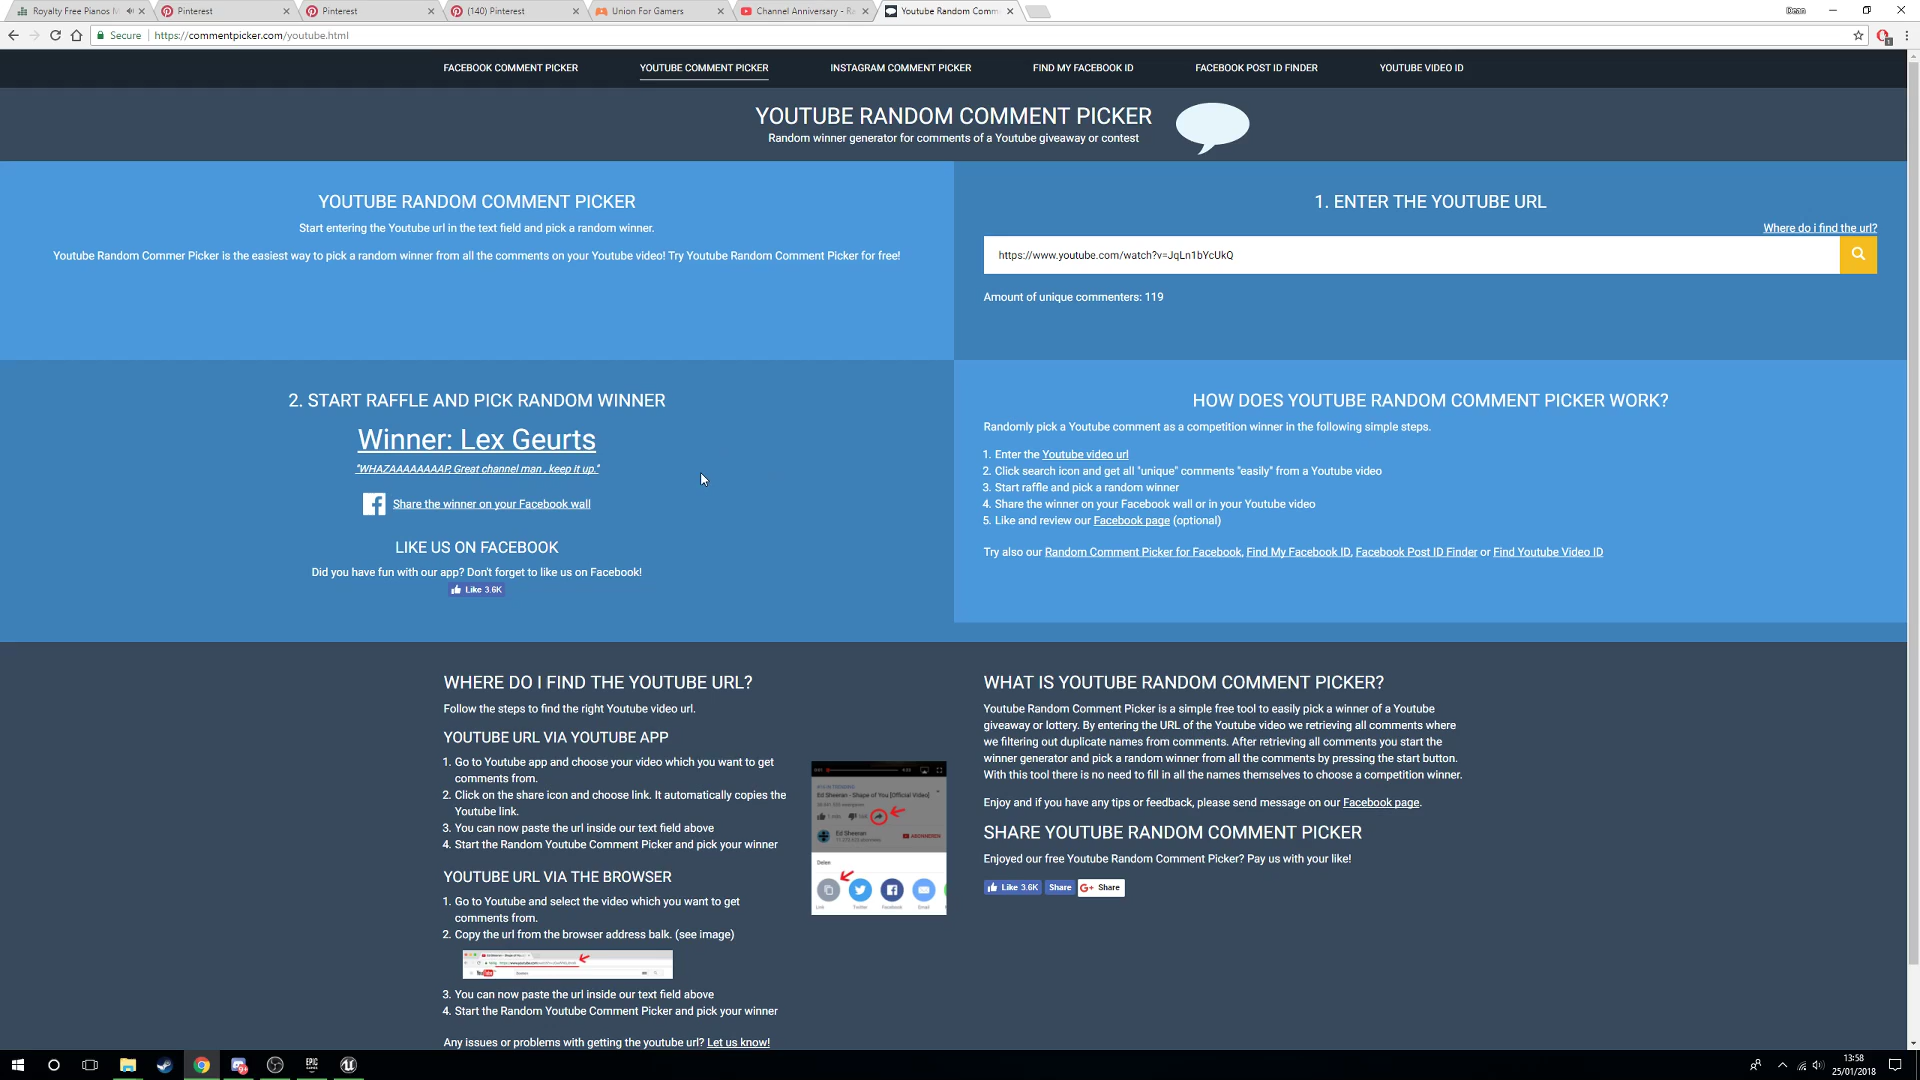 Royalty Free Pianos M
Pinterest
Pinterest
(140) Pinterest
Union For Gamers
Channel Anniversary - R
Youtube Random Comm
Dean
Secure
https://commentpicker.com/youtube.html
FACEBOOK COMMENT PICKER
YOUTUBE COMMENT PICKER
INSTAGRAM COMMENT PICKER
FIND MY FACEBOOK ID
FACEBOOK POST ID FINDER
YOUTUBE VIDEO ID
YOUTUBE RANDOM COMMENT PICKER
Random winner generator for comments of a Youtube giveaway or contest
YOUTUBE RANDOM COMMENT PICKER
Start entering the Youtube url in the text field and pick a random winner.
Youtube Random Commer Picker is the easiest way to pick a random winner from all the comments on your Youtube video! Try Youtube Random Comment Picker for free!
1. ENTER THE YOUTUBE URL
Where do i find the url?
https://www.youtube.com/watch?v=JqLn1bYcUkQ
Amount of unique commenters: 119
2. START RAFFLE AND PICK RANDOM WINNER
Winner: Lex Geurts
"WHAZAAAAAAAP. Great channel man , keep it up."
Share the winner on your Facebook wall
LIKE US ON FACEBOOK
Did you have fun with our app? Don't forget to like us on Facebook!
Like 3.6K
HOW DOES YOUTUBE RANDOM COMMENT PICKER WORK?
Randomly pick a Youtube comment as a competition winner in the following simple steps.
1. Enter the Youtube video url
2. Click search icon and get all "unique" comments "easily" from a Youtube video
3. Start raffle and pick a random winner
4. Share the winner on your Facebook wall or in your Youtube video
5. Like and review our Facebook page (optional)
Try also our Random Comment Picker for Facebook, Find My Facebook ID, Facebook Post ID Finder or Find Youtube Video ID
WHERE DO I FIND THE YOUTUBE URL?
Follow the steps to find the right Youtube video url.
YOUTUBE URL VIA YOUTUBE APP
1. Go to Youtube app and choose your video which you want to get
comments from.
2. Click on the share icon and choose link. It automatically copies the
Youtube link.
3. You can now paste the url inside our text field above
4. Start the Random Youtube Comment Picker and pick your winner
Ed Sheeran - Shape of You [Official Video]
Ed Sheeran
ABONNEREN
Delen
Link
Twitter
Facebook
Email
YOUTUBE URL VIA THE BROWSER
1. Go to Youtube and select the video which you want to get
comments from.
2. Copy the url from the browser address balk. (see image)
3. You can now paste the url inside our text field above
4. Start the Random Youtube Comment Picker and pick your winner
Any issues or problems with getting the youtube url? Let us know!
WHAT IS YOUTUBE RANDOM COMMENT PICKER?
Youtube Random Comment Picker is a simple free tool to easily pick a winner of a Youtube
giveaway or lottery. By entering the URL of the Youtube video we retrieving all comments where
we filtering out duplicate names from comments. After retrieving all comments you start the
winner generator and pick a random winner from all the comments by pressing the start button.
With this tool there is no need to fill in all the names themselves to choose a competition winner.
Enjoy and if you have any tips or feedback, please send message on our Facebook page.
SHARE YOUTUBE RANDOM COMMENT PICKER
Enjoyed our free Youtube Random Comment Picker? Pay us with your like!
Like 3.6K
Share
G+ Share
EPIC
GAMES
13:58
25/01/2018